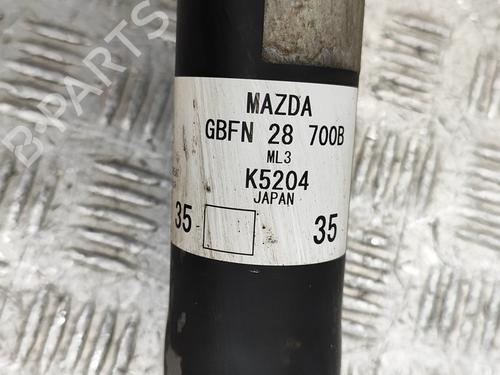 B-PARTS
MAZDA
GBFN 28 700B
ML3
K5204
JAPAN
35 35